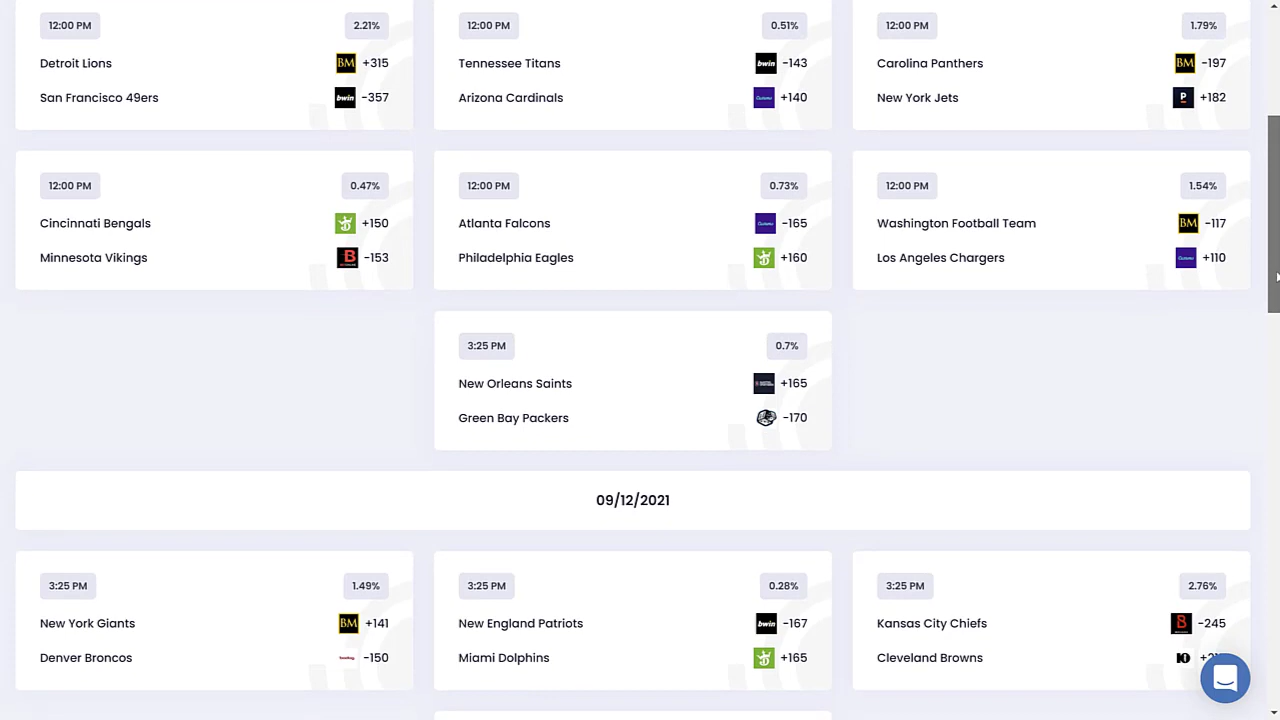 12:00 PM 2.21%
Detroit Lions BM +315
San Francisco 49ers bwin -357
12:00 PM 0.51%
Tennessee Titans bwin -143
Arizona Cardinals +140
12:00 PM 1.79%
Carolina Panthers BM -197
New York Jets P +182
12:00 PM 0.47%
Cincinnati Bengals +150
Minnesota Vikings B -153
12:00 PM 0.73%
Atlanta Falcons -165
Philadelphia Eagles +160
12:00 PM 1.54%
Washington Football Team BM -117
Los Angeles Chargers +110
3:25 PM 0.7%
New Orleans Saints +165
Green Bay Packers -170
09/12/2021
3:25 PM 1.49%
New York Giants BM +141
Denver Broncos -150
3:25 PM 0.28%
New England Patriots bwin -167
Miami Dolphins +165
3:25 PM 2.76%
Kansas City Chiefs B -245
Cleveland Browns 10